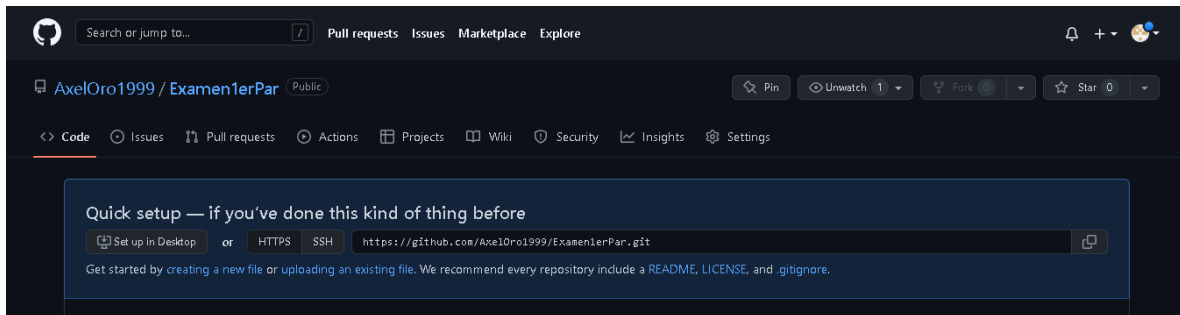 Search or jump to... / Pull requests Issues Marketplace Explore
AxelOro1999 / Examen1erPar Public Pin Unwatch 1 Fork 0 Star 0
Code Issues Pull requests Actions Projects Wiki Security Insights Settings
Quick setup — if you've done this kind of thing before
Set up in Desktop or HTTPS SSH https://github.com/AxelOro1999/Examen1erPar.git
Get started by creating a new file or uploading an existing file. We recommend every repository include a README, LICENSE, and .gitignore.